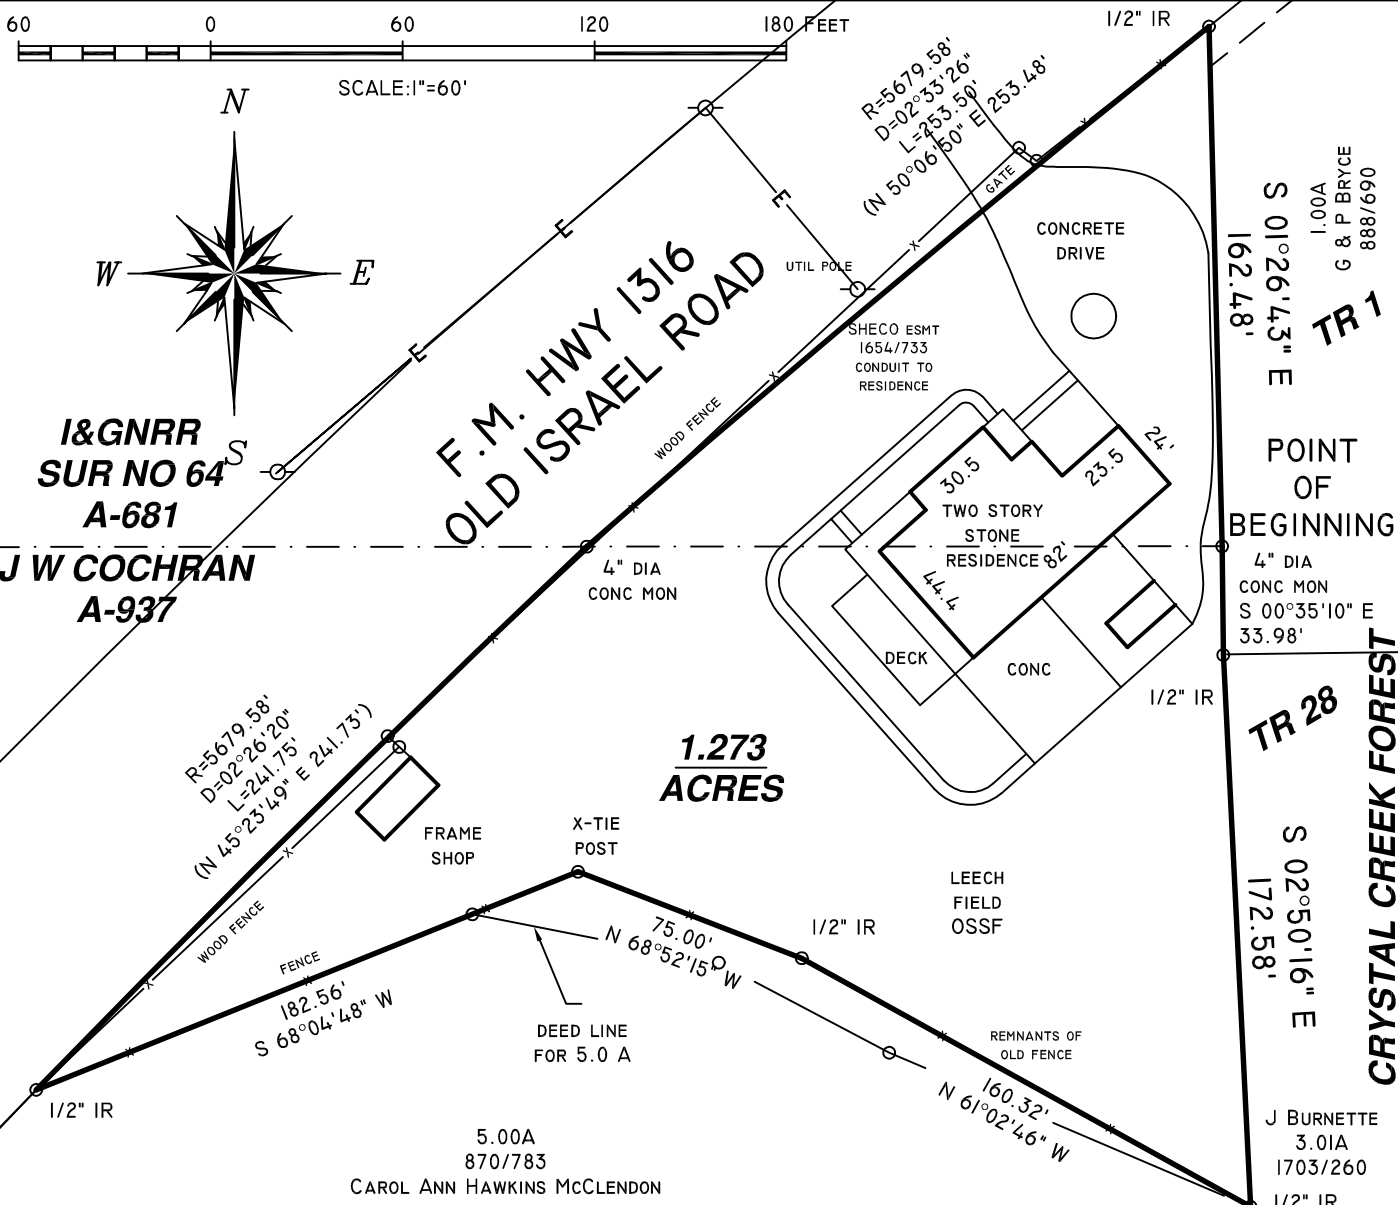 60 0 60 120 180 FEET
SCALE:1"=60'
N
W E
S
I&GNRR
SUR NO 64
A-681
J W COCHRAN
A-937
F.M. HWY 1316
OLD ISRAEL ROAD
E
E
E
UTIL POLE
1/2" IR
R=5679.58'
D=02°33'26"
L=253.50'
(N 50°06'50" E 253.48'
GATE
CONCRETE
DRIVE
S 01°26'43" E
162.48'
1.00A
G & P BRYCE
888/690
TR 1
SHECO ESMT
1654/733
CONDUIT TO
RESIDENCE
WOOD FENCE
30.5
23.5
24'
TWO STORY
STONE
RESIDENCE
82'
44.4
DECK
CONC
POINT
OF
BEGINNING
4" DIA
CONC MON
S 00°35'10" E
33.98'
4" DIA
CONC MON
1/2" IR
TR 28
CRYSTAL CREEK FOREST
R=5679.58'
D=02°26'20"
L=241.75'
(N 45°23'49" E 241.73')
1.273
ACRES
FRAME
SHOP
X-TIE
POST
WOOD FENCE
FENCE
182.56'
S 68°04'48" W
75.00'
N 68°52'15" W
1/2" IR
LEECH
FIELD
OSSF
S 02°50'16" E
172.58'
DEED LINE
FOR 5.0 A
REMNANTS OF
OLD FENCE
160.32'
N 61°02'46" W
1/2" IR
5.00A
870/783
CAROL ANN HAWKINS MCCLENDON
J BURNETTE
3.01A
1703/260
1/2" IR